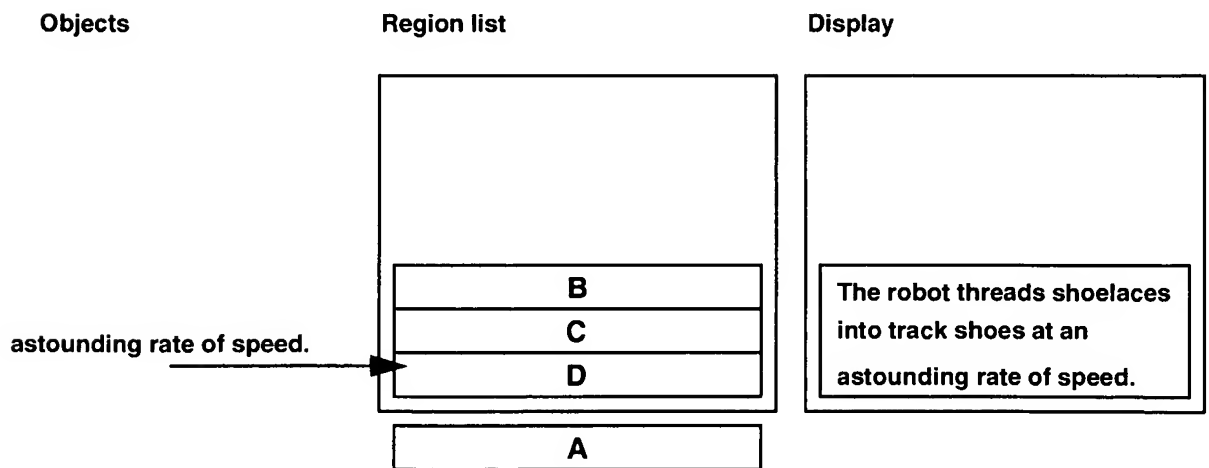 Objects
Region list
Display
B
C
D
A
astounding rate of speed.
The robot threads shoelaces
into track shoes at an
astounding rate of speed.